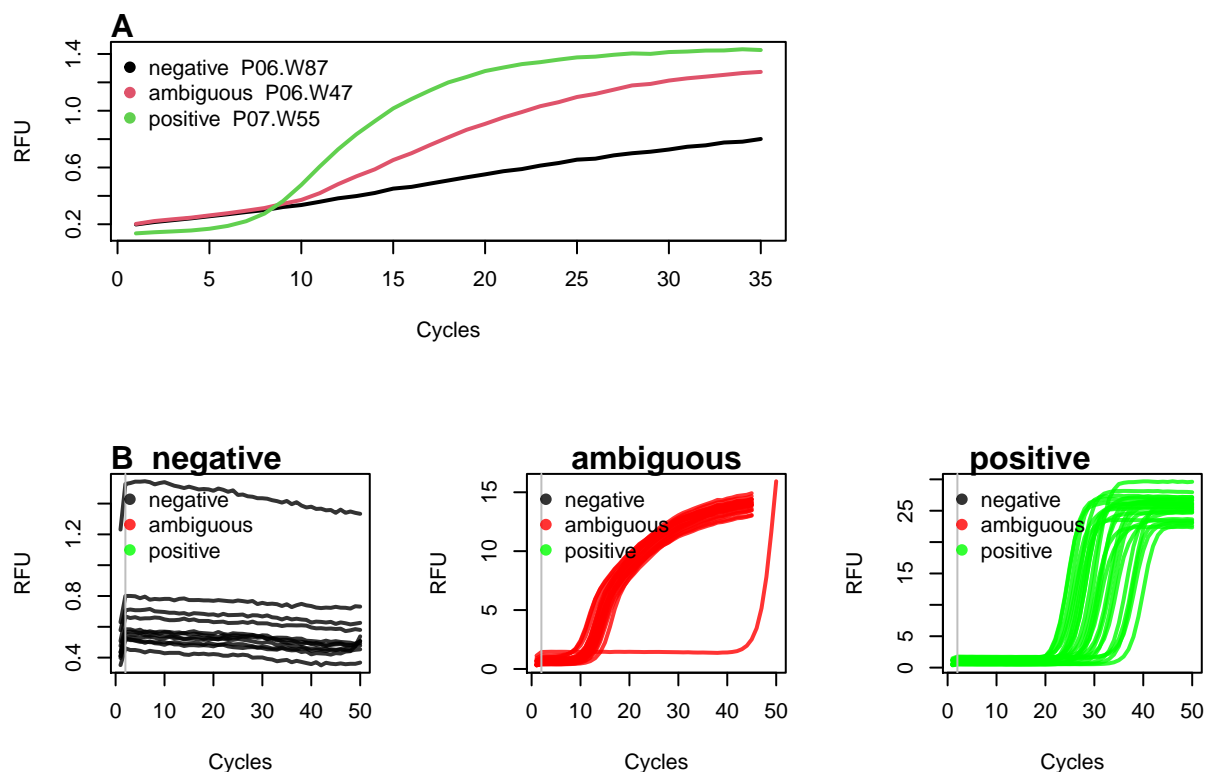 A
RFU
1.4
1.0
0.6
0.2
negative P06.W87
ambiguous P06.W47
positive P07.W55
0 5 10 15 20 25 30 35
Cycles
B negative
RFU
1.2
0.8
0.4
negative
ambiguous
positive
0 10 20 30 40 50
Cycles
ambiguous
RFU
15
10
5
0
negative
ambiguous
positive
0 10 20 30 40 50
Cycles
positive
RFU
25
15
5
0
negative
ambiguous
positive
0 10 20 30 40 50
Cycles